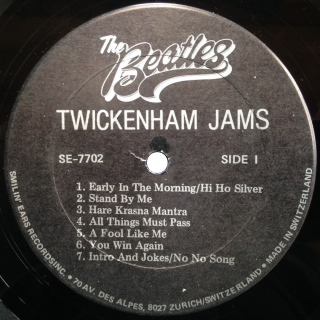 The Beatles
TWICKENHAM JAMS
SE-7702
SIDE I
1. Early In The Morning/Hi Ho Silver
2. Stand By Me
3. Hare Krasna Mantra
4. All Things Must Pass
5. A Fool Like Me
6. You Win Again
7. Intro And Jokes/No No Song
SMILIN' EARS RECORDSINC. • 70 AV. DES ALPES, 8027 ZURICH/SWITZERLAND • MADE IN SWITZERLAND